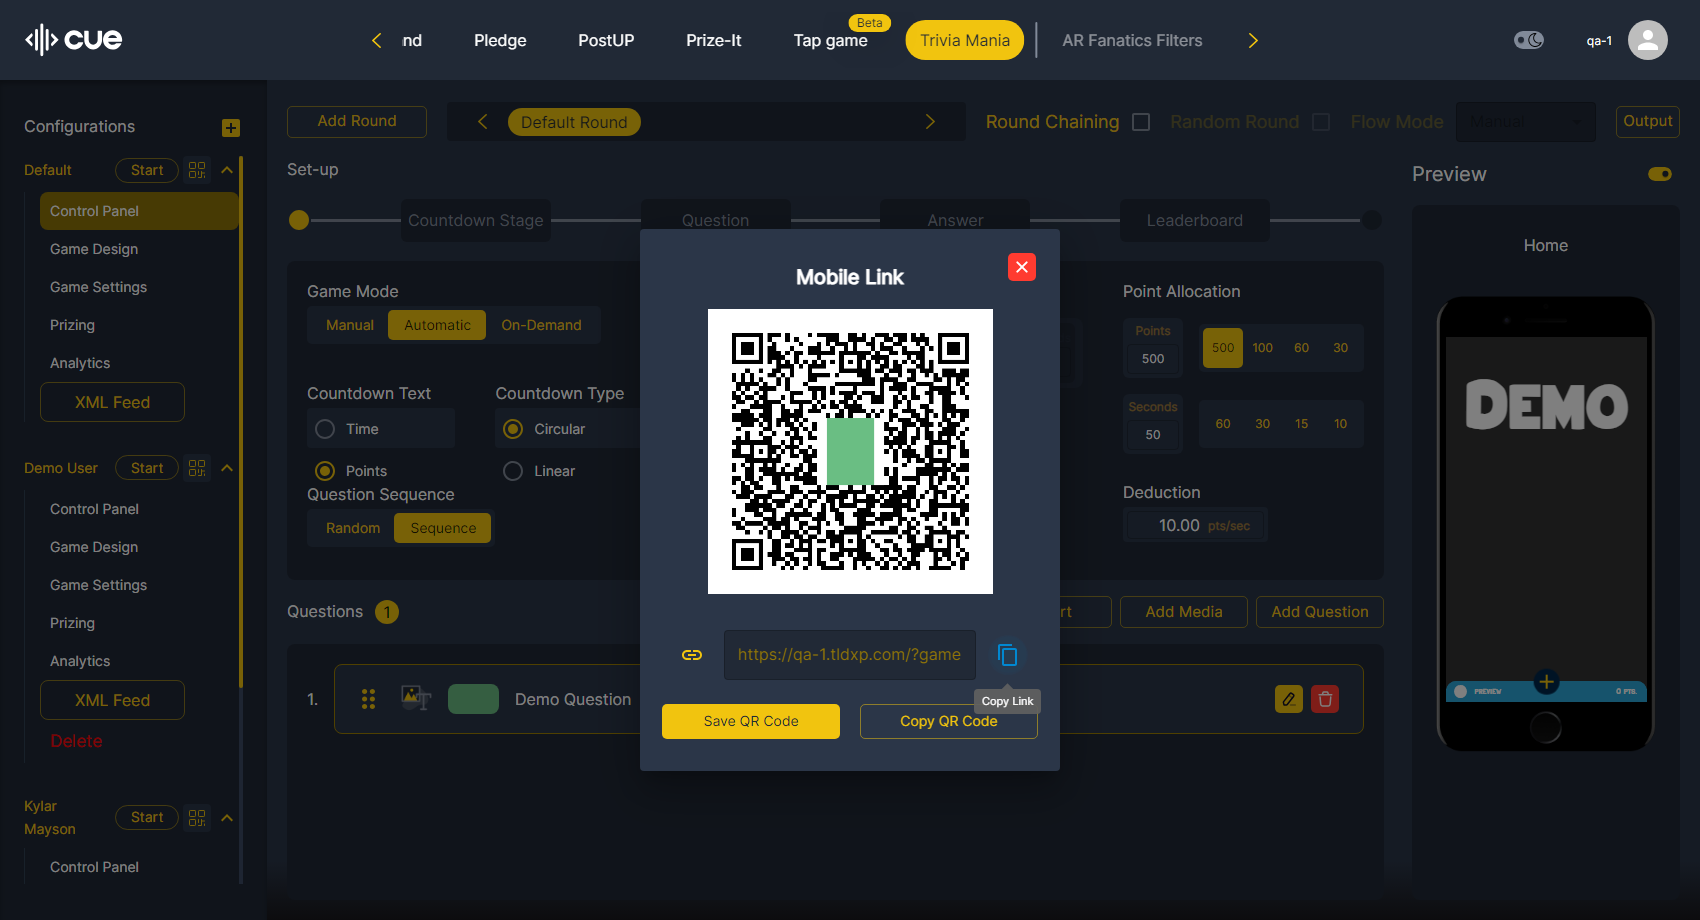 cue
nd
Pledge
PostUP
Prize-It
Tap game
Beta
Trivia Mania
AR Fanatics Filters
qa-1
Configurations
Default
Start
Control Panel
Game Design
Game Settings
Prizing
Analytics
XML Feed
Demo User
Start
Control Panel
Game Design
Game Settings
Prizing
Analytics
XML Feed
Delete
Kylar
Mayson
Start
Control Panel
Add Round
Default Round
Round Chaining
Random Round
Flow Mode
Manual
Output
Set-up
Countdown Stage
Question
Answer
Leaderboard
Game Mode
Manual
Automatic
On-Demand
Countdown Text
Time
Points
Countdown Type
Circular
Linear
Question Sequence
Random
Sequence
Point Allocation
Points
500
500
100
60
30
Seconds
50
60
30
15
10
Deduction
10.00 pts/sec
Questions
1
rt
Add Media
Add Question
1.
Demo Question
Mobile Link
https://qa-1.tldxp.com/?game
Copy Link
Save QR Code
Copy QR Code
Preview
Home
DEMO
PREVIEW
0 PTS.